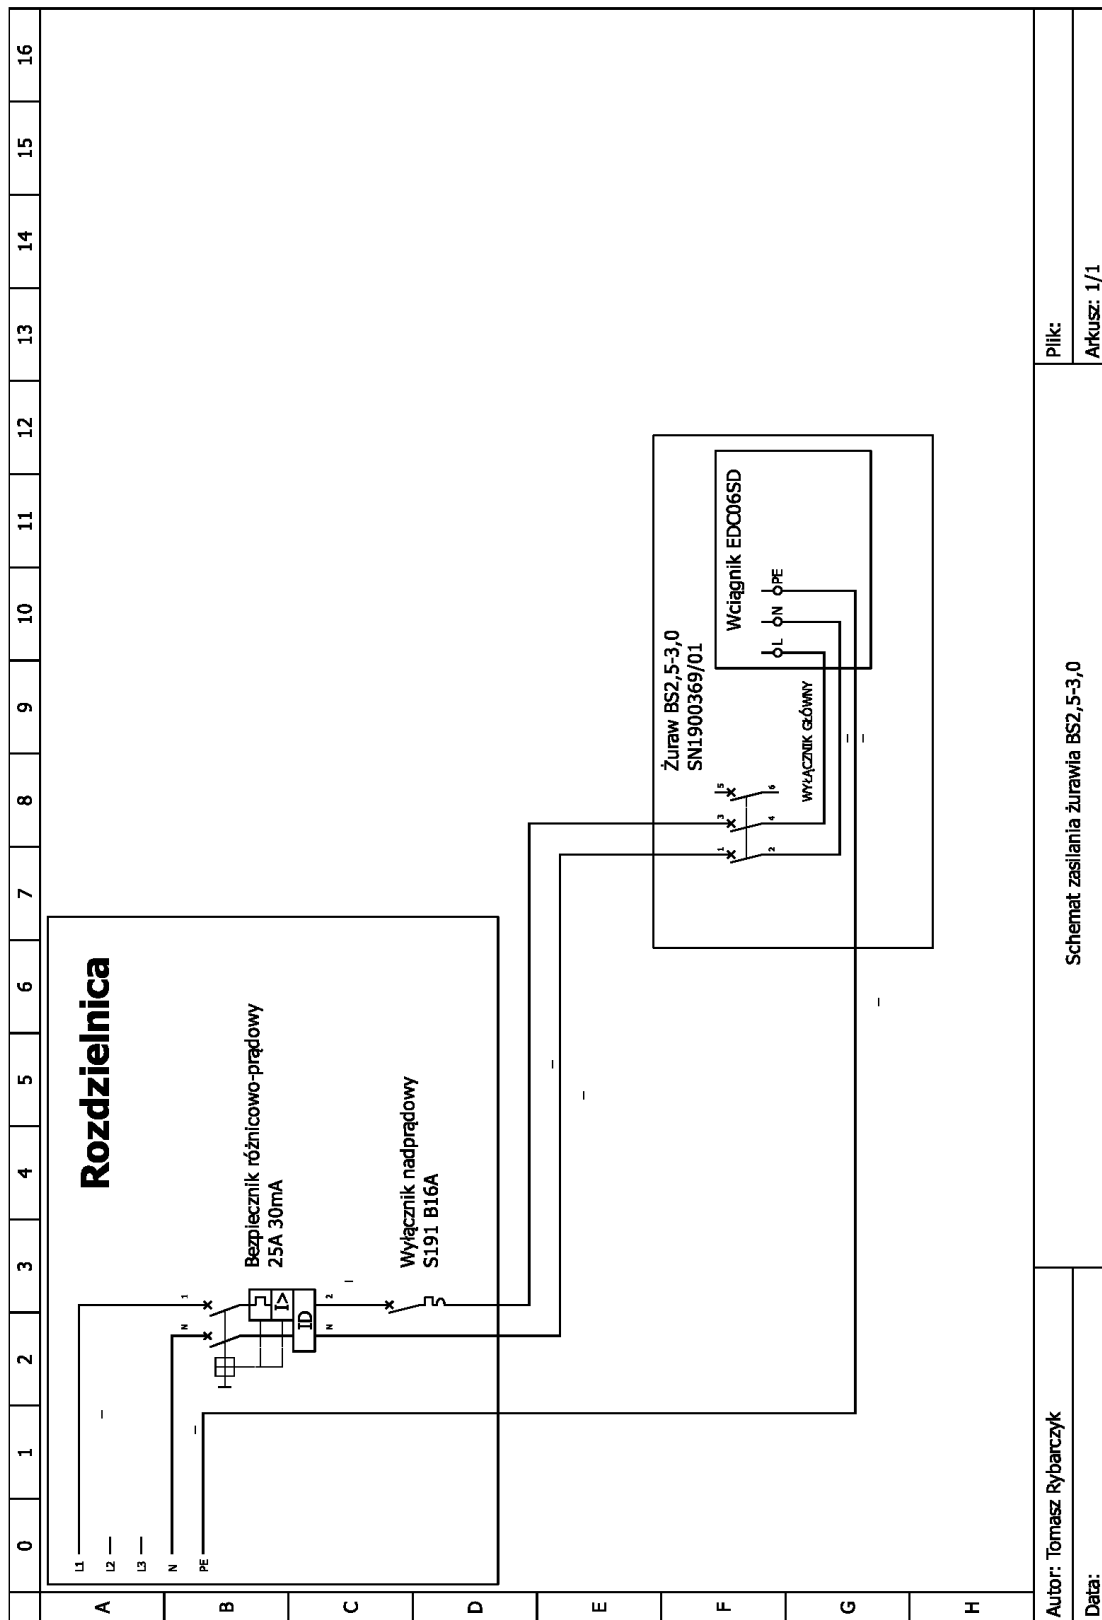 0 1 2 3 4 5 6 7 8 9 10 11 12 13 14 15 16
A
B
C
D
E
F
G
H
Rozdzielnica
L1
L2
L3
N
PE
N 1
Bezpiecznik różnicowo-prądowy
25A 30mA
I>
ID
N 2
Wyłącznik nadprądowy
S191 B16A
Żuraw BS2,5-3,0
SN1900369/01
1 3 5
2 4 6
WYŁĄCZNIK GŁÓWNY
Wciągnik EDC06SD
L N PE
Autor: Tomasz Rybarczyk
Data:
Schemat zasilania żurawia BS2,5-3,0
Plik:
Arkusz: 1/1